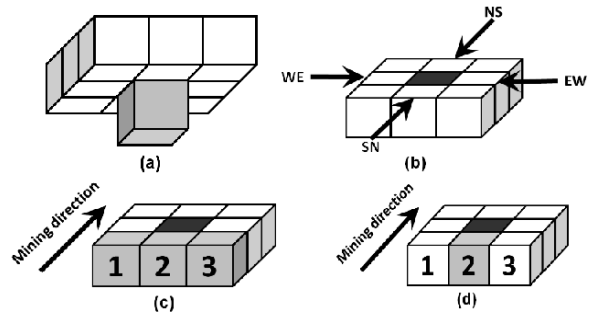 NS
WE
EW
SN
(a)
(b)
Mining direction
1 2 3
(c)
Mining direction
1 2 3
(d)